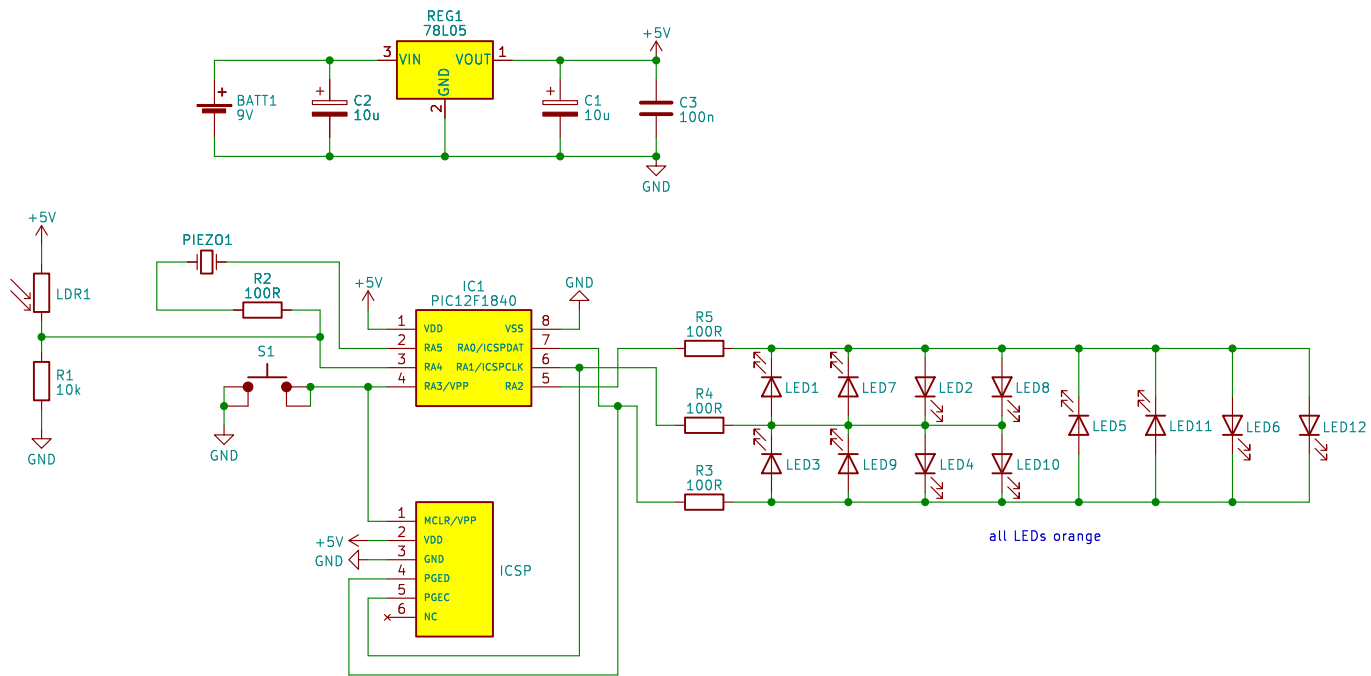 REG1
78L05
+5V
3
VIN
VOUT
1
GND
2
+
BATT1
9V
+
C2
10u
+
C1
10u
C3
100n
GND
+5V
LDR1
R1
10k
GND
PIEZO1
R2
100R
S1
GND
+5V
IC1
PIC12F1840
GND
1
VDD
VSS
8
2
RA5
RA0/ICSPDAT
7
3
RA4
RA1/ICSPCLK
6
4
RA3/VPP
RA2
5
R5
100R
R4
100R
R3
100R
LED1
LED7
LED2
LED8
LED3
LED9
LED4
LED10
LED5
LED11
LED6
LED12
all LEDs orange
1
MCLR/VPP
+5V
2
VDD
GND
3
GND
4
PGED
5
PGEC
6
NC
ICSP